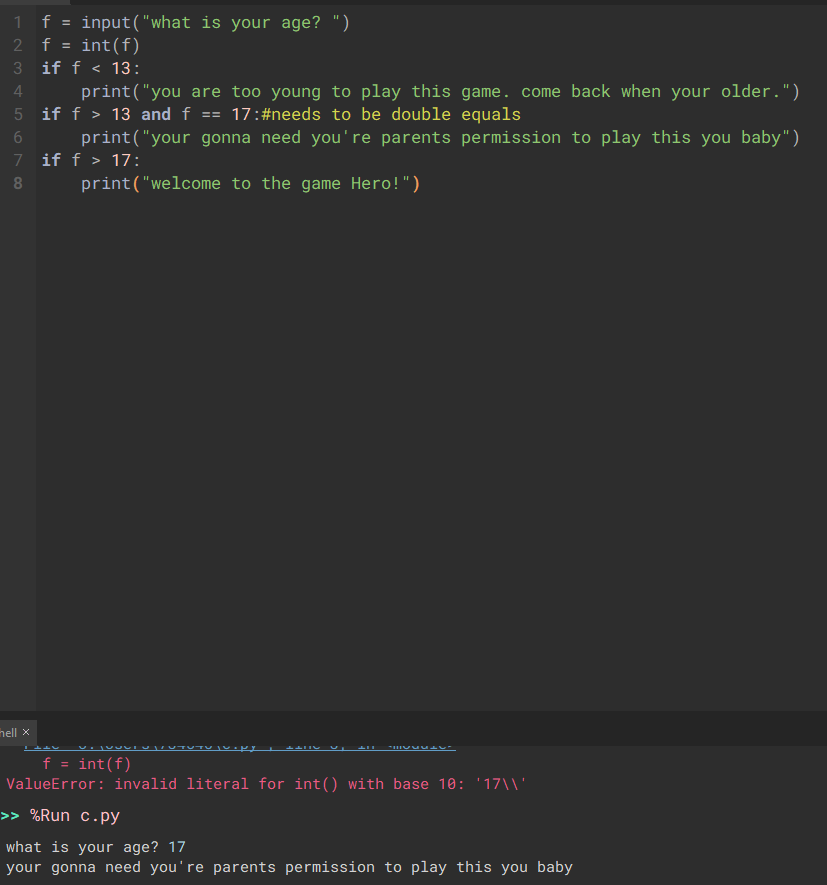 1 f = input("what is your age? ")
2 f = int(f)
3 if f < 13:
4     print("you are too young to play this game. come back when your older.")
5 if f > 13 and f == 17:#needs to be double equals
6     print("your gonna need you're parents permission to play this you baby")
7 if f > 17:
8     print("welcome to the game Hero!")
hell ×
f = int(f)
ValueError: invalid literal for int() with base 10: '17\\'
>> %Run c.py
what is your age? 17
your gonna need you're parents permission to play this you baby